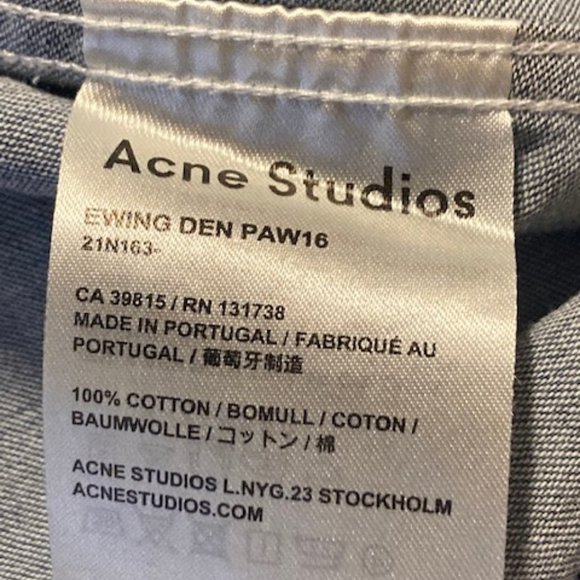 Acne Studios
EWING DEN PAW16
21N163-
CA 39815 / RN 131738
MADE IN PORTUGAL / FABRIQUÉ AU
PORTUGAL / 葡萄牙制造
100% COTTON / BOMULL / COTON /
BAUMWOLLE / コットン / 棉
ACNE STUDIOS L.NYG.23 STOCKHOLM
ACNESTUDIOS.COM